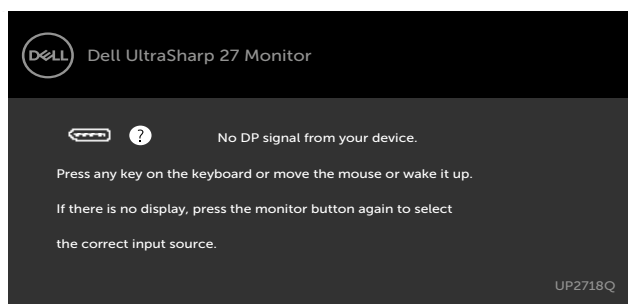 DELL
Dell UltraSharp 27 Monitor
? No DP signal from your device.
Press any key on the keyboard or move the mouse or wake it up.
If there is no display, press the monitor button again to select
the correct input source.
UP2718Q